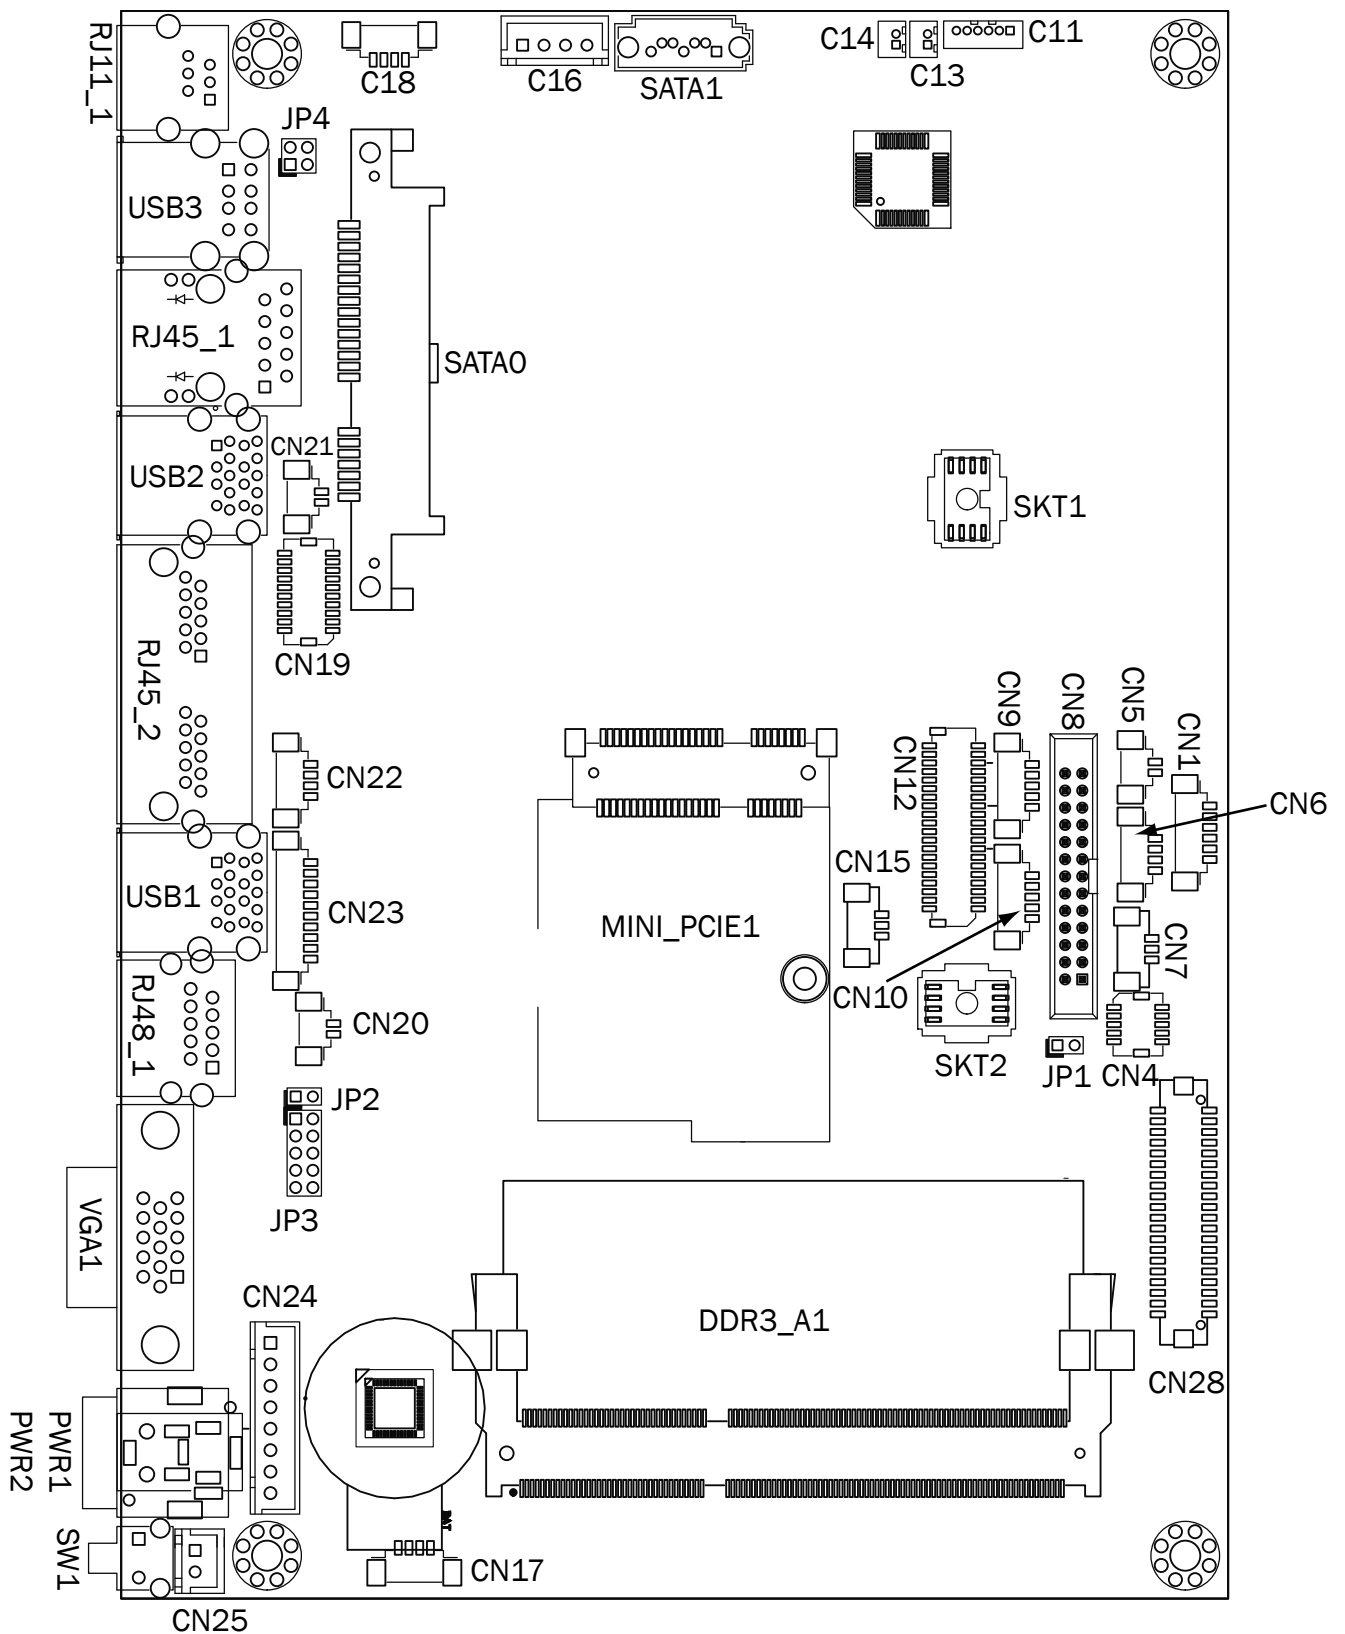 RJ11_1
C18
C16
SATA1
C14
C13
C11
JP4
USB3
RJ45_1
SATA0
USB2
CN21
SKT1
CN19
RJ45_2
CN22
CN9
CN8
CN5
CN1
CN12
CN6
CN15
USB1
CN23
MINI_PCIE1
CN7
CN10
RJ48_1
CN20
SKT2
JP1
CN4
JP2
JP3
VGA1
CN24
DDR3_A1
CN28
PWR1
PWR2
BAT
SW1
CN17
CN25